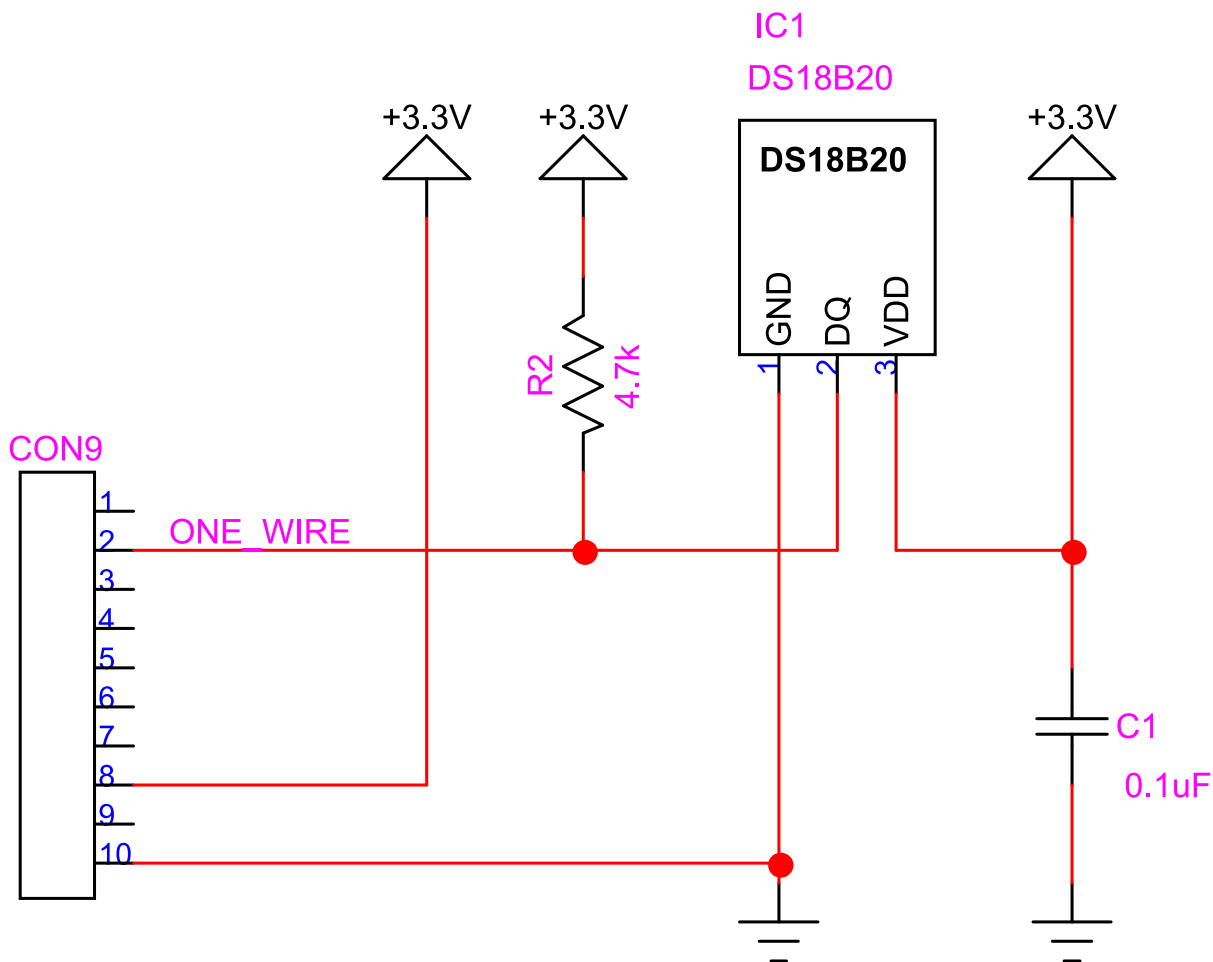 IC1
DS18B20
+3.3V
+3.3V
+3.3V
DS18B20
GND
DQ
VDD
1
2
3
R2
4.7k
CON9
1
2
ONE_WIRE
3
4
5
6
7
8
9
10
C1
0.1uF